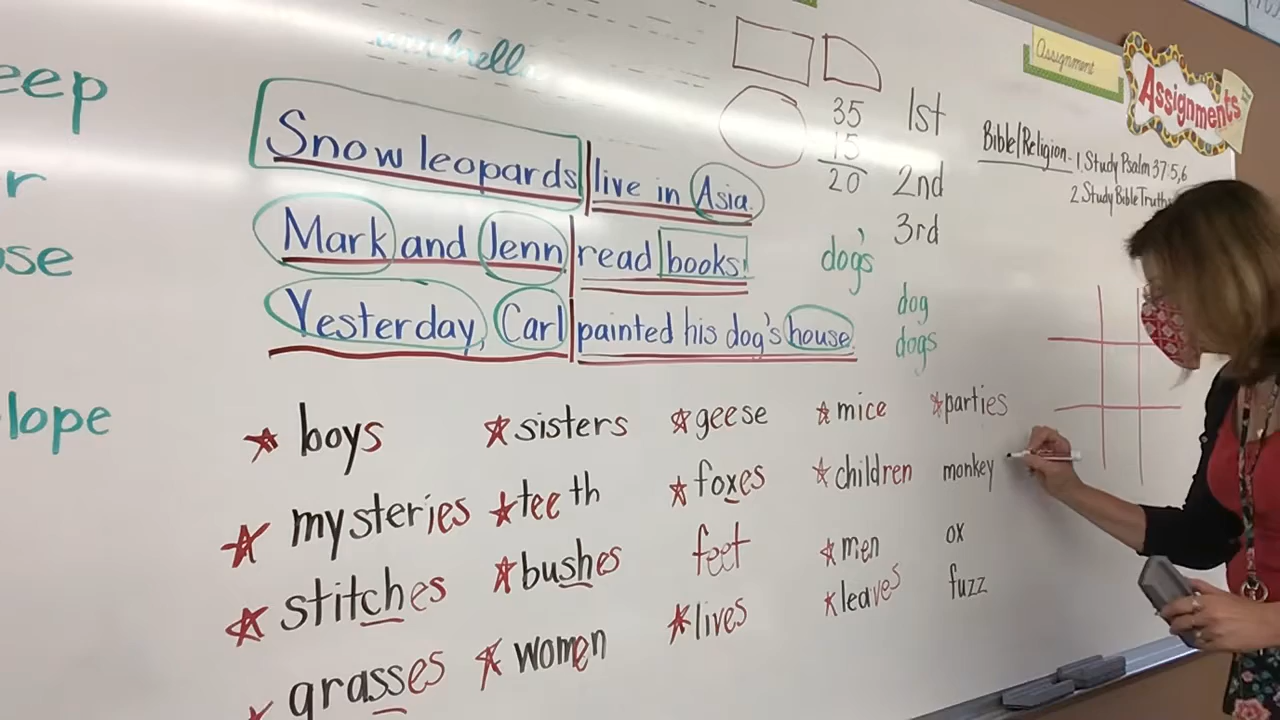 eep
r
ose
lope
Snow leopards live in Asia.
Mark and Jenn read books.
Yesterday, Carl painted his dog's house.
35
15
20
1st
2nd
3rd
dog's
dog
dogs
Assignment
Assignments
Bible/Religion - 1. Study Psalm 37:5,6
2. Study Bible Truths
boys sisters geese mice parties
mysteries teeth foxes children monkey
stitches bushes feet men ox
grasses women lives leaves fuzz